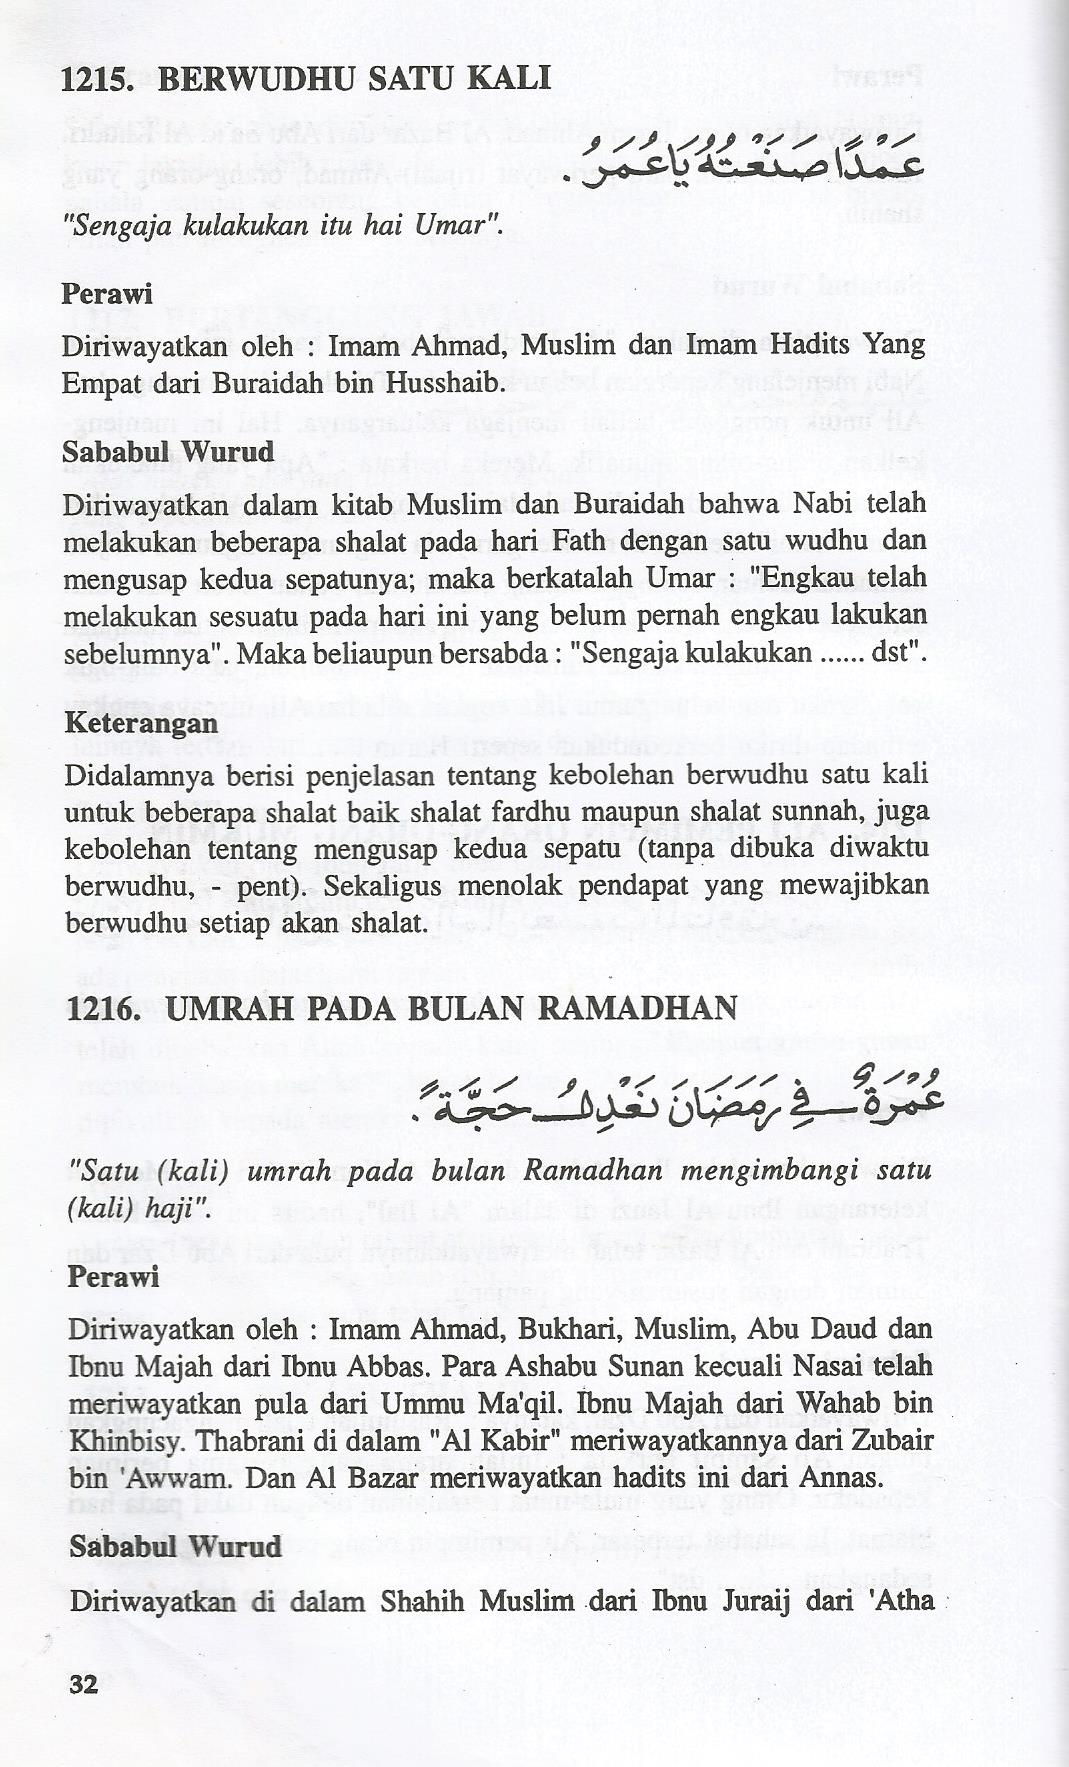 1215. BERWUDHU SATU KALI
عَمْدًا صَنَعْتُهُ يَاعُمَرُ .
"Sengaja kulakukan itu hai Umar".
Perawi
Diriwayatkan oleh : Imam Ahmad, Muslim dan Imam Hadits Yang
Empat dari Buraidah bin Husshaib.
Sababul Wurud
Diriwayatkan dalam kitab Muslim dan Buraidah bahwa Nabi telah
melakukan beberapa shalat pada hari Fath dengan satu wudhu dan
mengusap kedua sepatunya; maka berkatalah Umar : "Engkau telah
melakukan sesuatu pada hari ini yang belum pernah engkau lakukan
sebelumnya". Maka beliaupun bersabda : "Sengaja kulakukan ...... dst".
Keterangan
Didalamnya berisi penjelasan tentang kebolehan berwudhu satu kali
untuk beberapa shalat baik shalat fardhu maupun shalat sunnah, juga
kebolehan tentang mengusap kedua sepatu (tanpa dibuka diwaktu
berwudhu, - pent). Sekaligus menolak pendapat yang mewajibkan
berwudhu setiap akan shalat.
1216. UMRAH PADA BULAN RAMADHAN
عُمْرَةٌ فِي رَمَضَانَ تَعْدِلُ حَجَّةً .
"Satu (kali) umrah pada bulan Ramadhan mengimbangi satu
(kali) haji".
Perawi
Diriwayatkan oleh : Imam Ahmad, Bukhari, Muslim, Abu Daud dan
Ibnu Majah dari Ibnu Abbas. Para Ashabu Sunan kecuali Nasai telah
meriwayatkan pula dari Ummu Ma'qil. Ibnu Majah dari Wahab bin
Khinbisy. Thabrani di dalam "Al Kabir" meriwayatkannya dari Zubair
bin 'Awwam. Dan Al Bazar meriwayatkan hadits ini dari Annas.
Sababul Wurud
Diriwayatkan di dalam Shahih Muslim dari Ibnu Juraij dari 'Atha
32